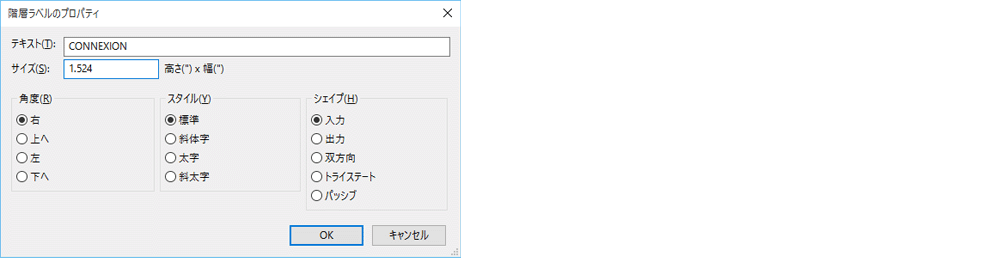 階層ラベルのプロパティ
テキスト(T): CONNEXION
サイズ(S): 1.524 高さ(") x 幅(")
角度(R) スタイル(Y) シェイプ(H)
右 標準 入力
上へ 斜体字 出力
左 太字 双方向
下へ 斜太字 トライステート
パッシブ
OK キャンセル